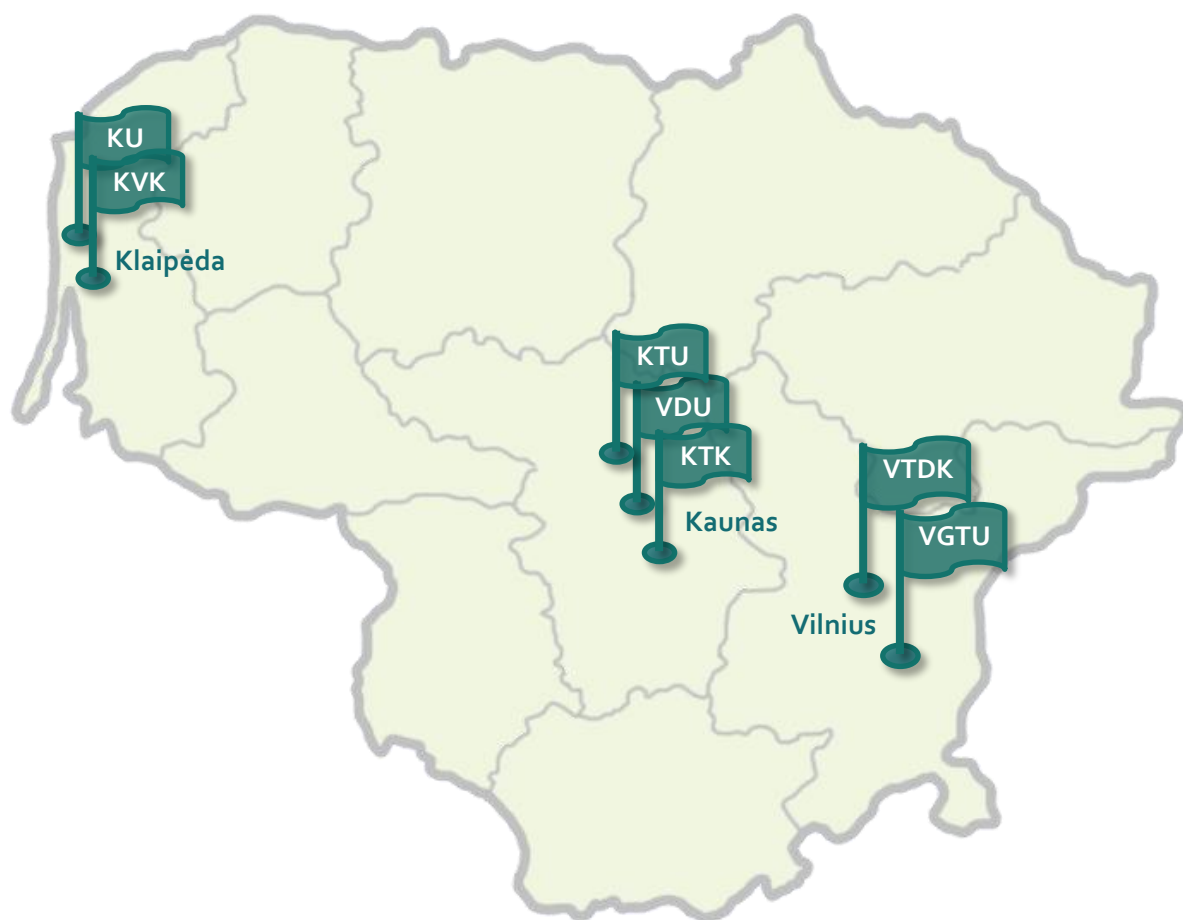 KU
KVK
Klaipėda
KTU
VDU
KTK
Kaunas
VTDK
VGTU
Vilnius